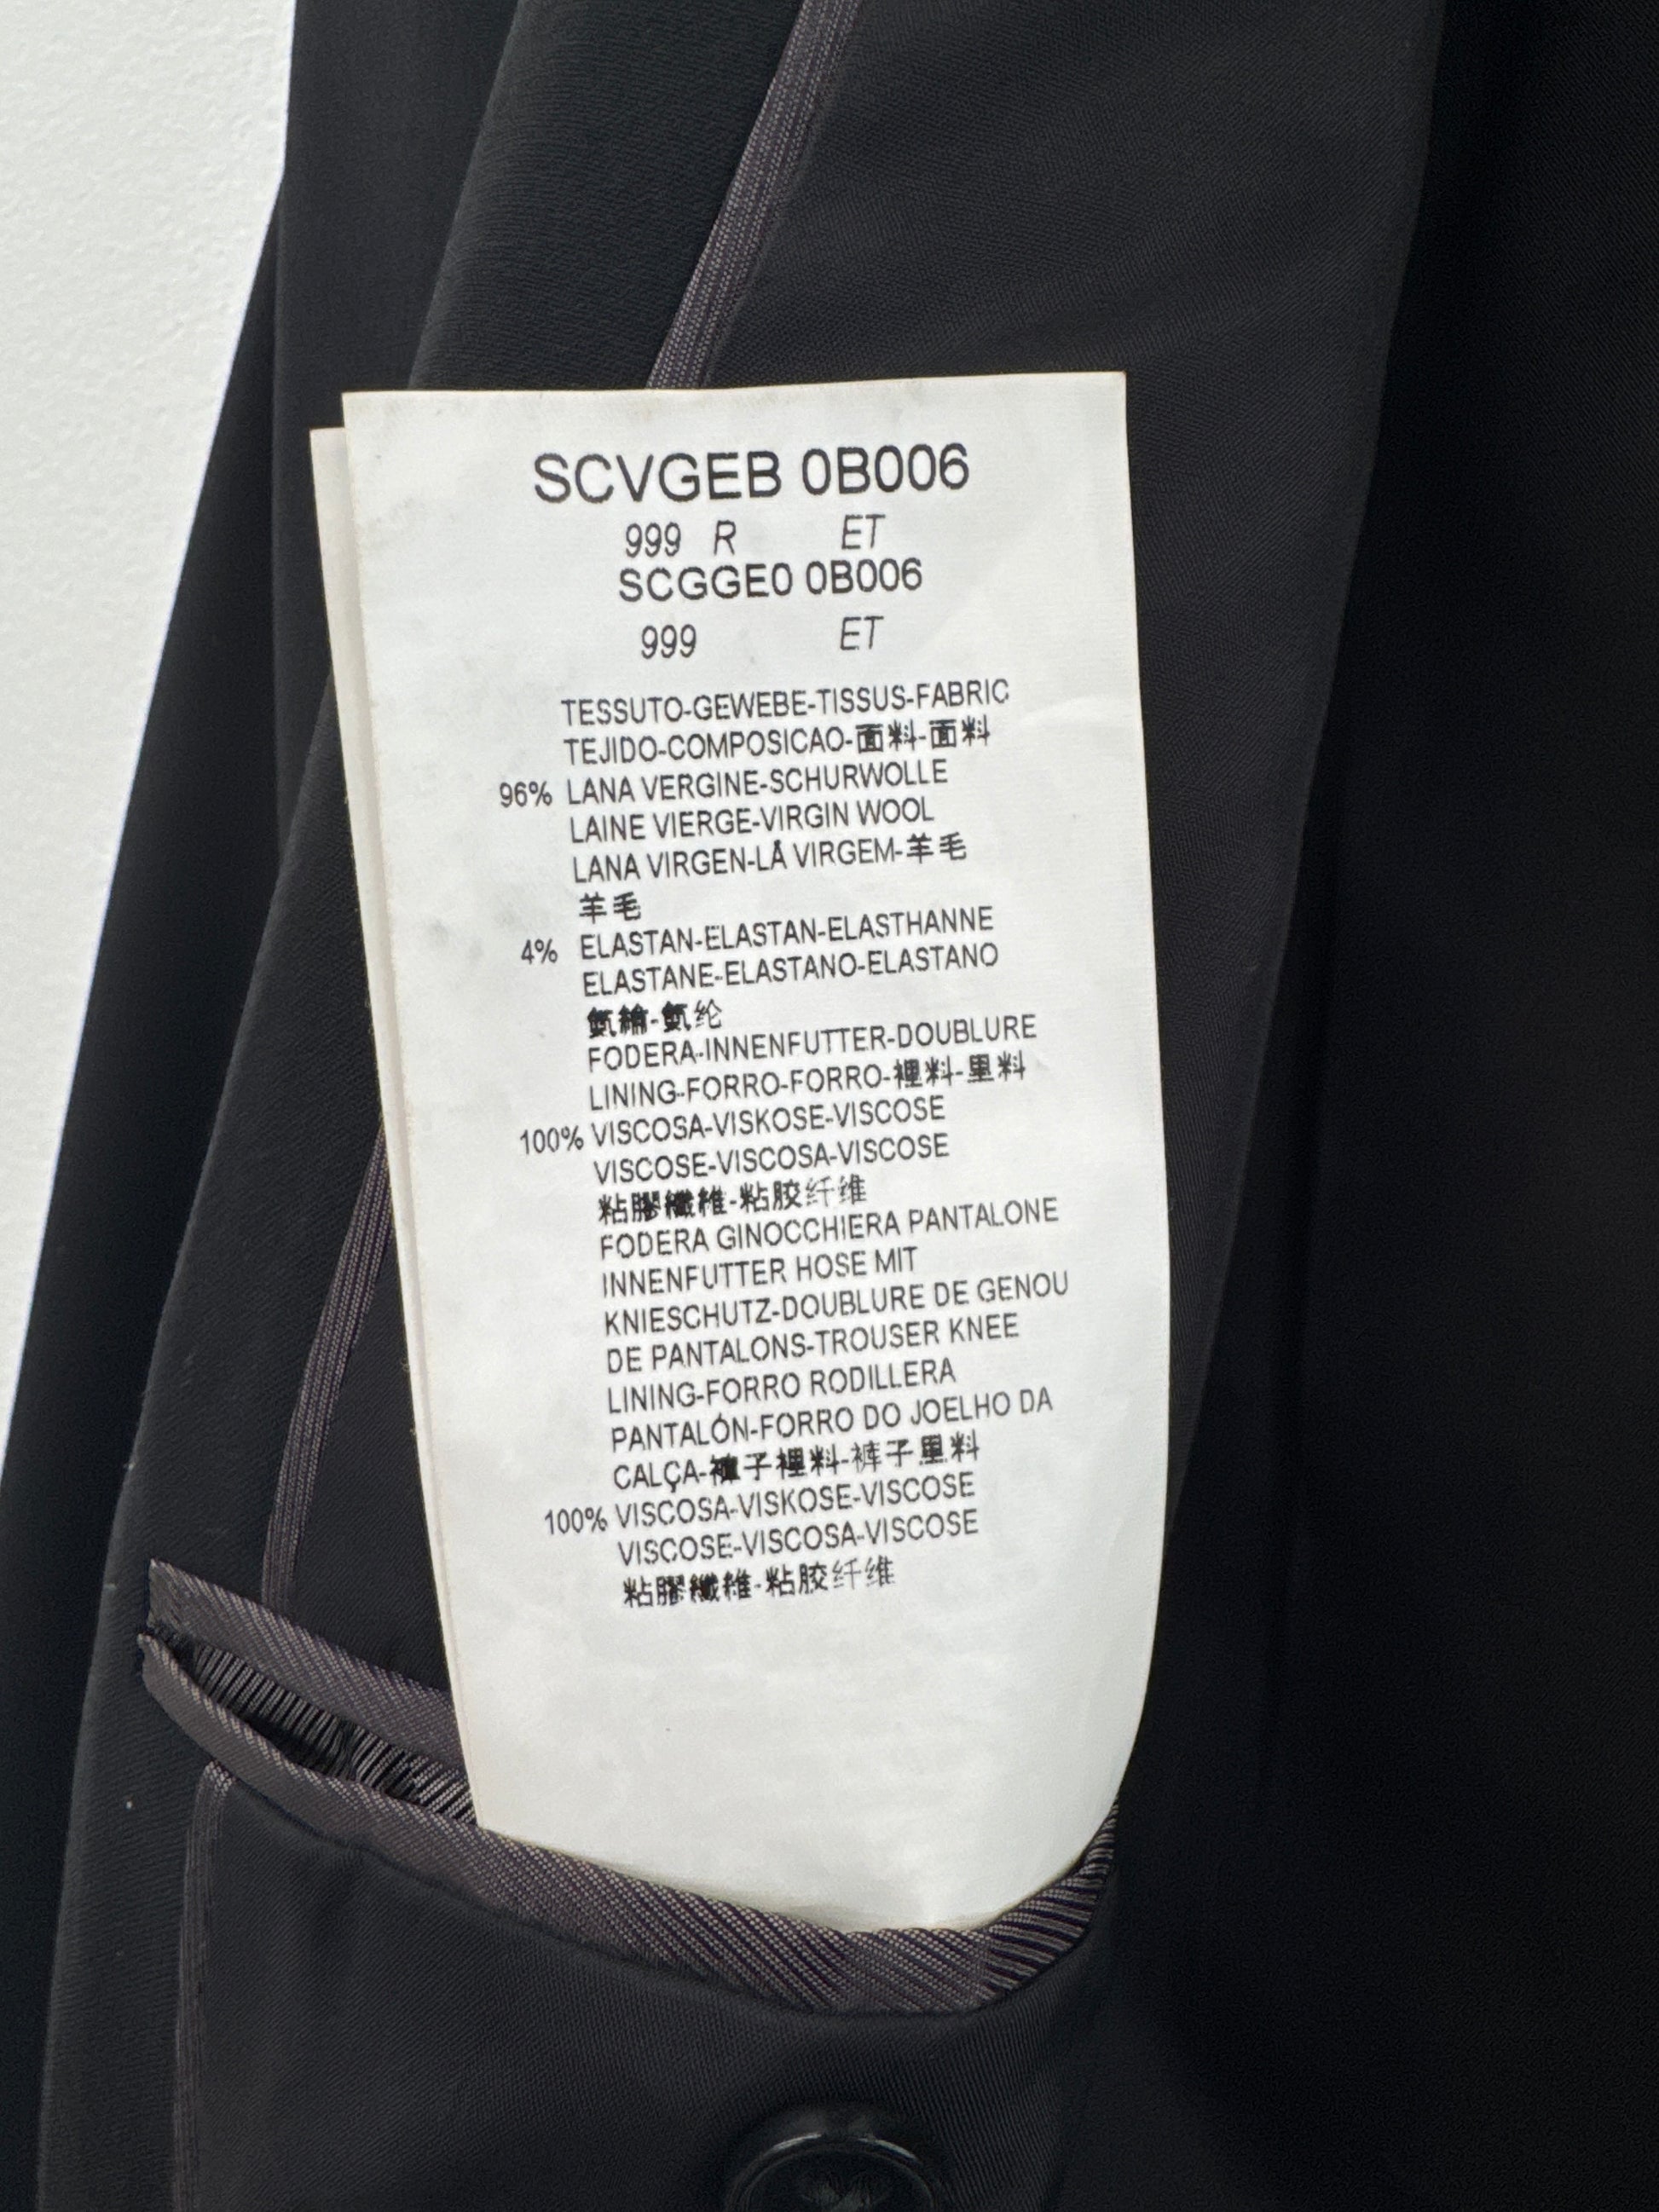 SCVGEB 0B006
999 R ET
SCGGE0 0B006
999 ET
TESSUTO-GEWEBE-TISSUS-FABRIC
TEJIDO-COMPOSICAO-面料-面料
96% LANA VERGINE-SCHURWOLLE
LAINE VIERGE-VIRGIN WOOL
LANA VIRGEN-LÃ VIRGEM-羊毛
羊毛
4% ELASTAN-ELASTAN-ELASTHANNE
ELASTANE-ELASTANO-ELASTANO
氨綸-氨纶
FODERA-INNENFUTTER-DOUBLURE
LINING-FORRO-FORRO-裡料-里料
100% VISCOSA-VISKOSE-VISCOSE
VISCOSE-VISCOSA-VISCOSE
粘膠纖維-粘胶纤维
FODERA GINOCCHIERA PANTALONE
INNENFUTTER HOSE MIT
KNIESCHUTZ-DOUBLURE DE GENOU
DE PANTALONS-TROUSER KNEE
LINING-FORRO RODILLERA
PANTALÓN-FORRO DO JOELHO DA
CALÇA-褲子裡料-裤子里料
100% VISCOSA-VISKOSE-VISCOSE
VISCOSE-VISCOSA-VISCOSE
粘膠纖維-粘胶纤维